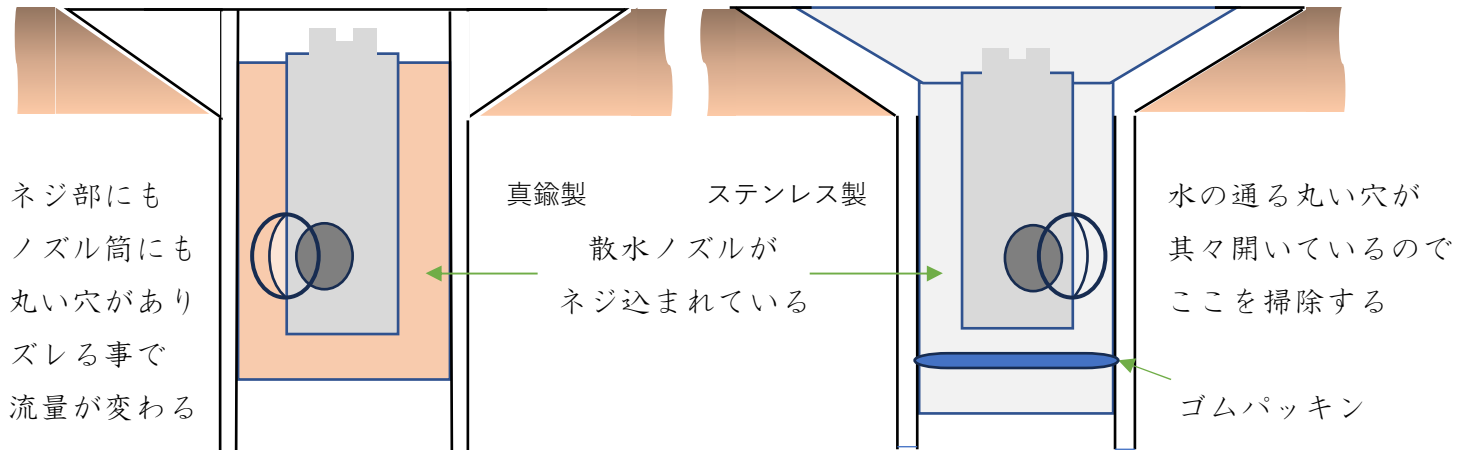 ネジ部にも
ノズル筒にも
丸い穴があり
ズレる事で
流量が変わる
真鍮製
ステンレス製
散水ノズルが
ネジ込まれている
水の通る丸い穴が
其々開いているので
ここを掃除する
ゴムパッキン